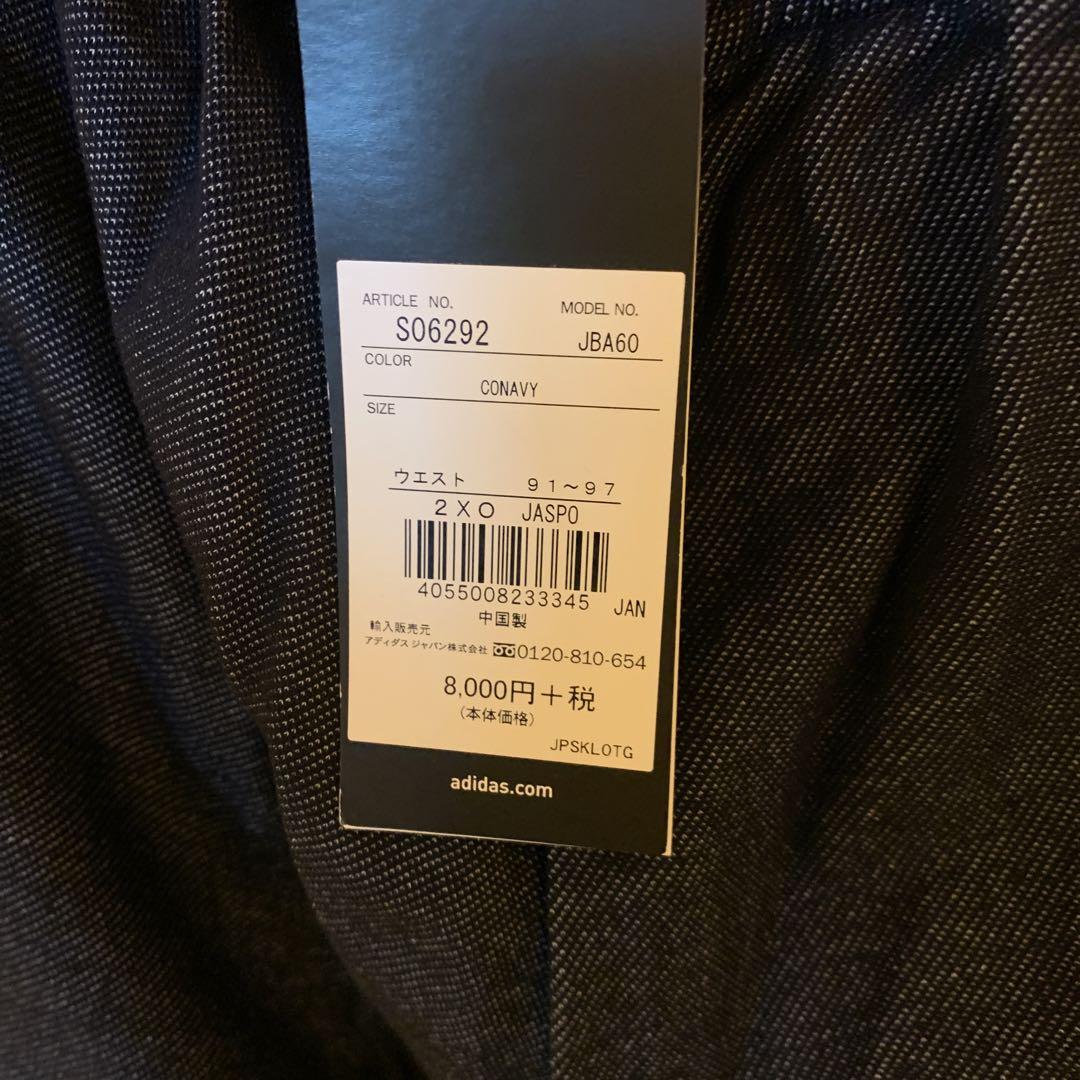 ARTICLE NO. MODEL NO.
S06292 JBA60
COLOR
CONAVY
SIZE
ウエスト 91～97
2XO JASPO
4055008233345 JAN
中国製
輸入販売元
アディダス ジャパン株式会社 0120-810-654
8,000円+税
(本体価格)
JPSKLOTG
adidas.com